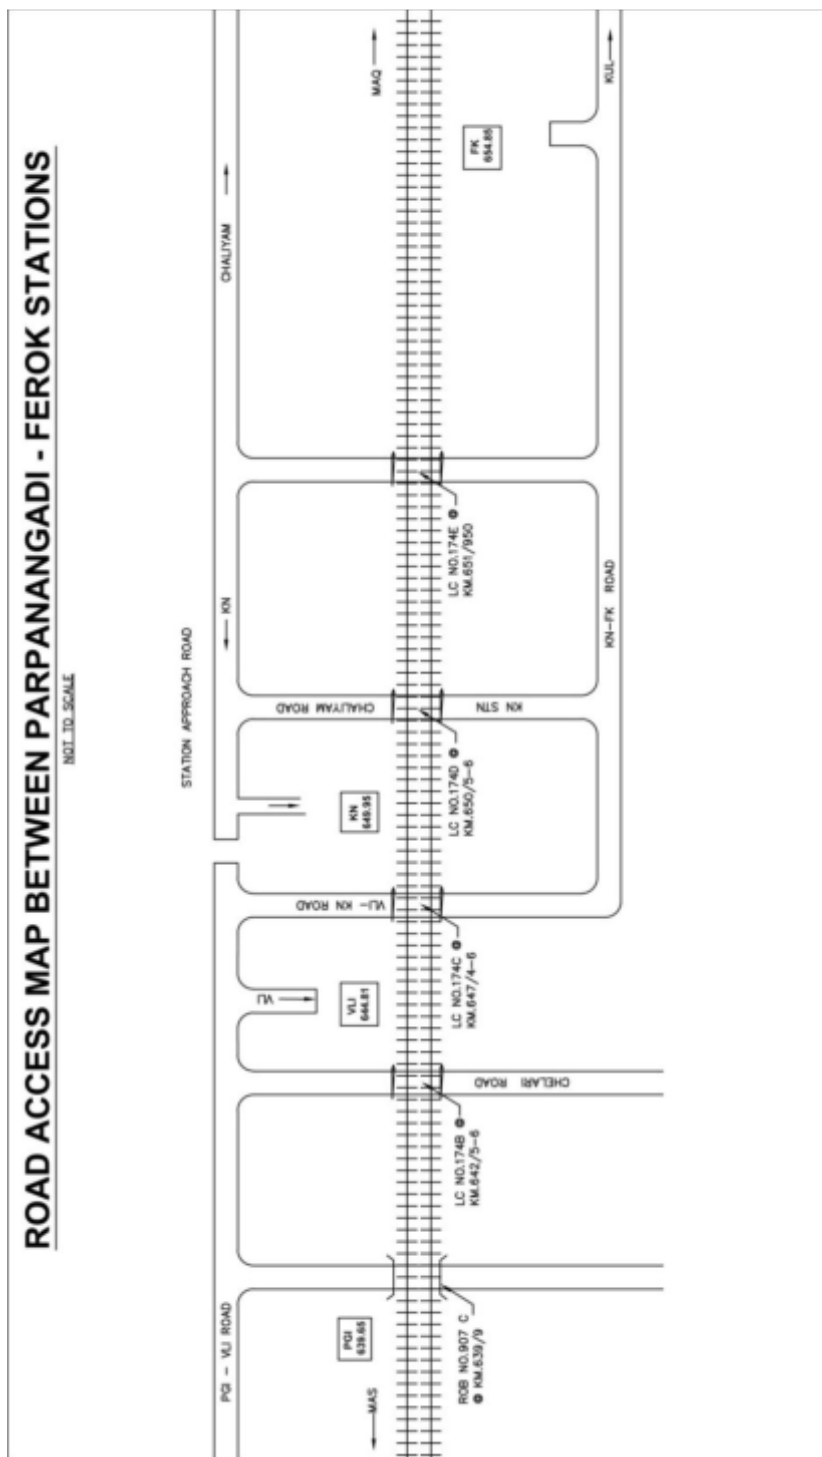 ROAD ACCESS MAP BETWEEN PARPANANGADI - FEROK STATIONS
NOT TO SCALE
STATION APPROACH ROAD
PGI - VLI ROAD
KN
CHALIYAM
VLI
VLI- KN ROAD
CHALIYAM ROAD
MAS
PGI
639.65
VLI
644.81
KN
649.95
MAQ
ROB NO.907 C
@ KM.639/9
LC NO.174B @
KM.642/5-6
CHELARI ROAD
LC NO.174C @
KM.647/4-6
LC NO.174D @
KM.650/5-6
KN STN
LC NO.174E @
KM.651/950
FK
654.85
KN-FK ROAD
KUL